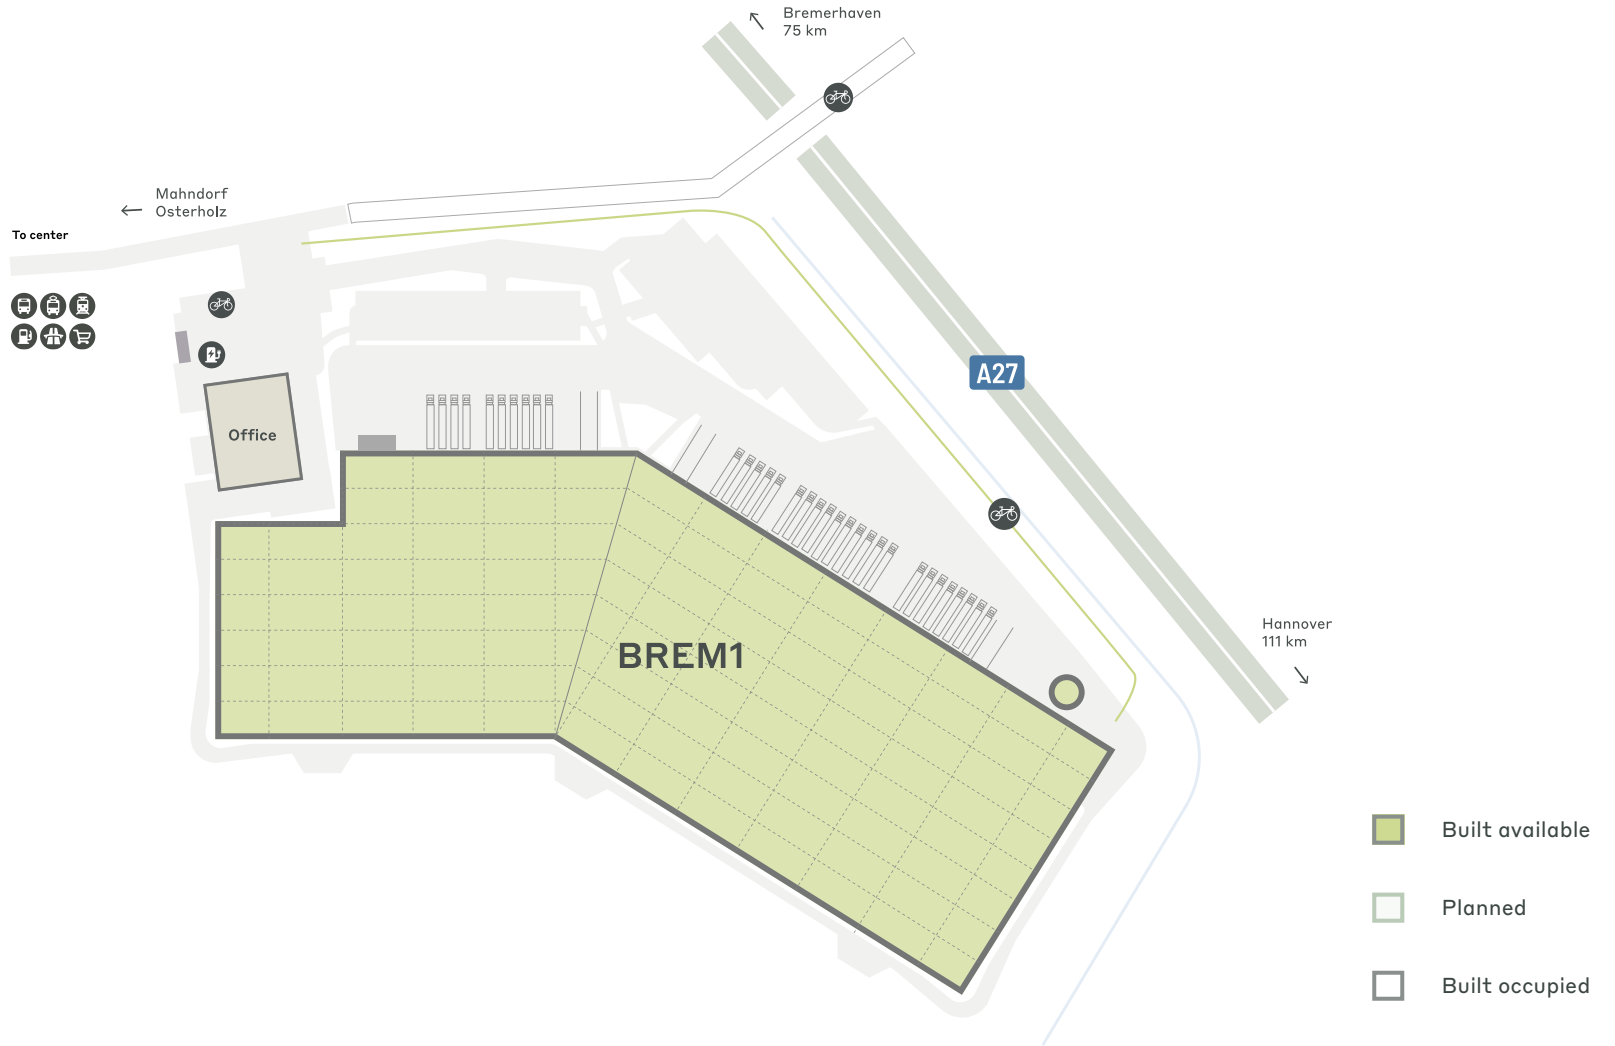 Bremerhaven
75 km
Mahndorf
Osterholz
To center
A27
Office
BREM1
Hannover
111 km
Built available
Planned
Built occupied